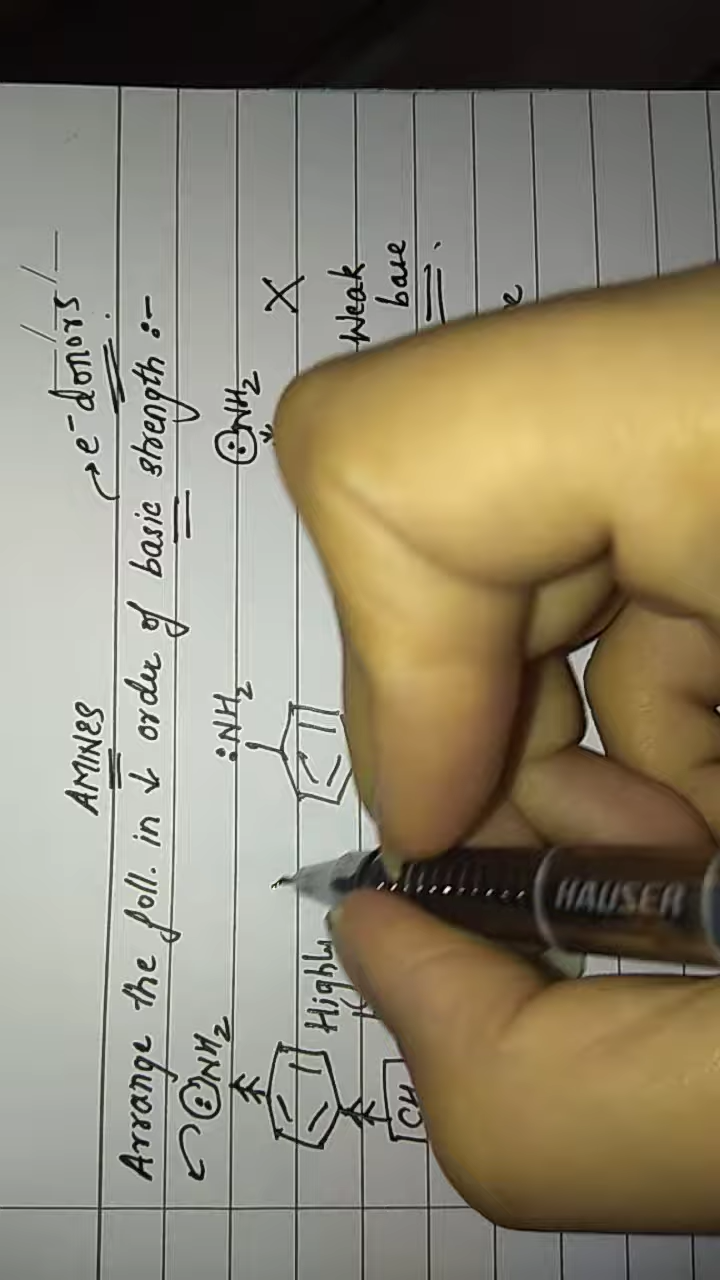 AMINES → e⁻ donors.
Arrange the foll. in ↓ order of basic strength :-
:NH2 :NH2 :NH2
X
Highly Weak
CH base
HAUSER